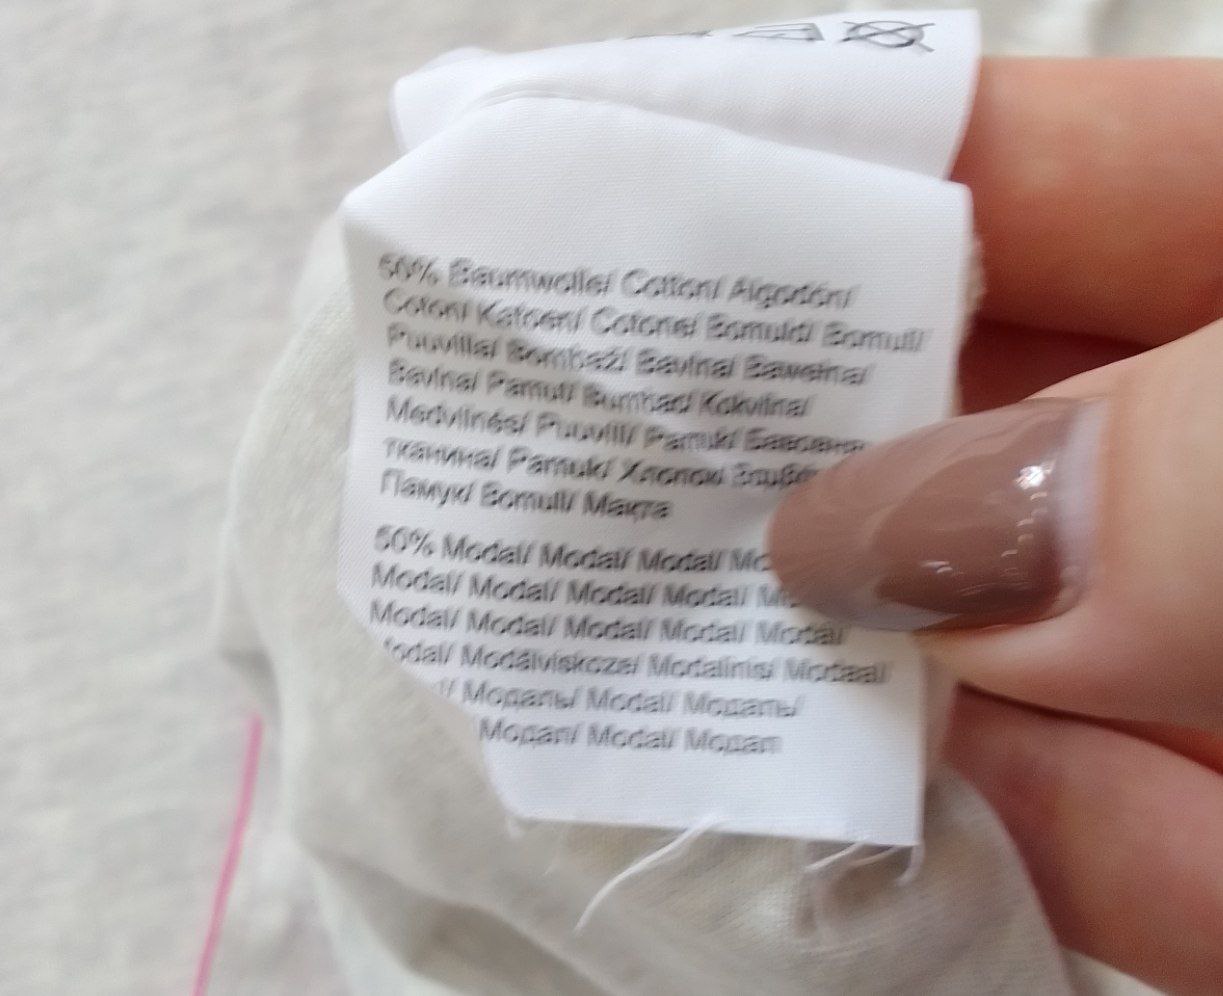 50% Baumwolle/ Cotton/ Algodón/
Coton/ Katoen/ Cotone/ Bomuld/ Bomull/
Puuvilla/ Bombaž/ Bavlna/ Bawełna/
Bavlna/ Pamut/ Bumbac/ Kokvilna/
Medvilnės/ Puuvill/ Pamuk/ Бавовняна
тканина/ Pamuk/ Хлопок
Памук/ Bomull/ Мақта
50% Modal/ Modal/ Modal/
Modal/ Modal/ Modal/ Modal/
Modal/ Modal/ Modal/ Modal/ Modal/
Modālviskoze/ Modalinis/ Modaal/
Модаль/ Modal/ Модаль/
Модал/ Modal/ Модал